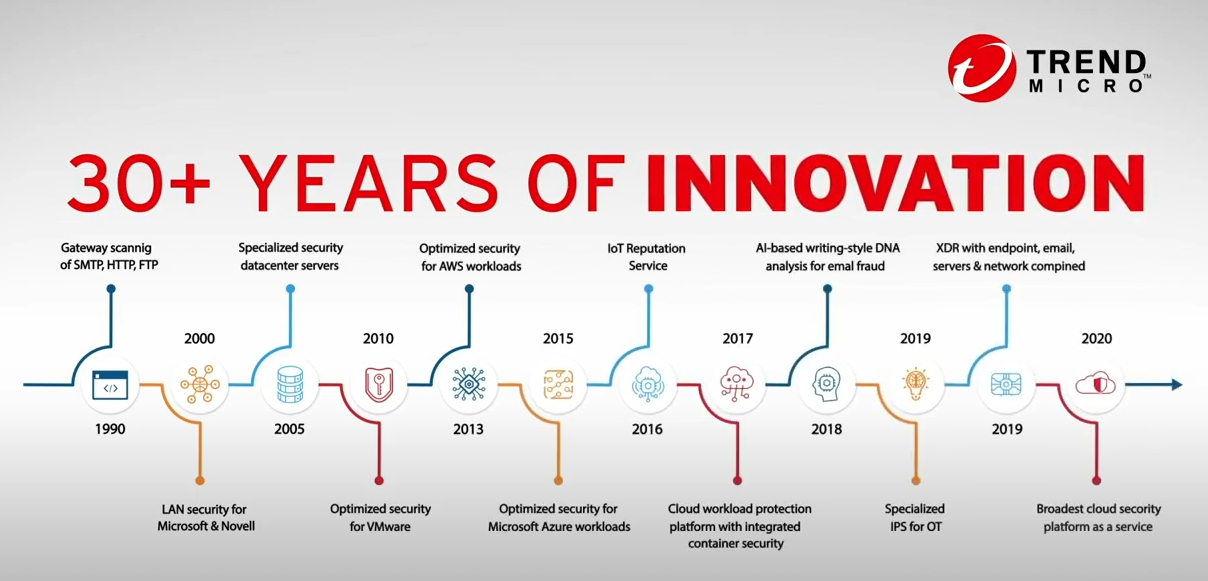 TREND
MICRO™
30+ YEARS OF INNOVATION
Gateway scannig
of SMTP, HTTP, FTP
1990
2000
LAN security for
Microsoft & Novell
Specialized security
datacenter servers
2005
2010
Optimized security
for VMware
Optimized security
for AWS workloads
2013
2015
Optimized security for
Microsoft Azure workloads
IoT Reputation
Service
2016
2017
Cloud workload protection
platform with integrated
container security
AI-based writing-style DNA
analysis for emal fraud
2018
2019
Specialized
IPS for OT
XDR with endpoint, email,
servers & network compined
2019
2020
Broadest cloud security
platform as a service